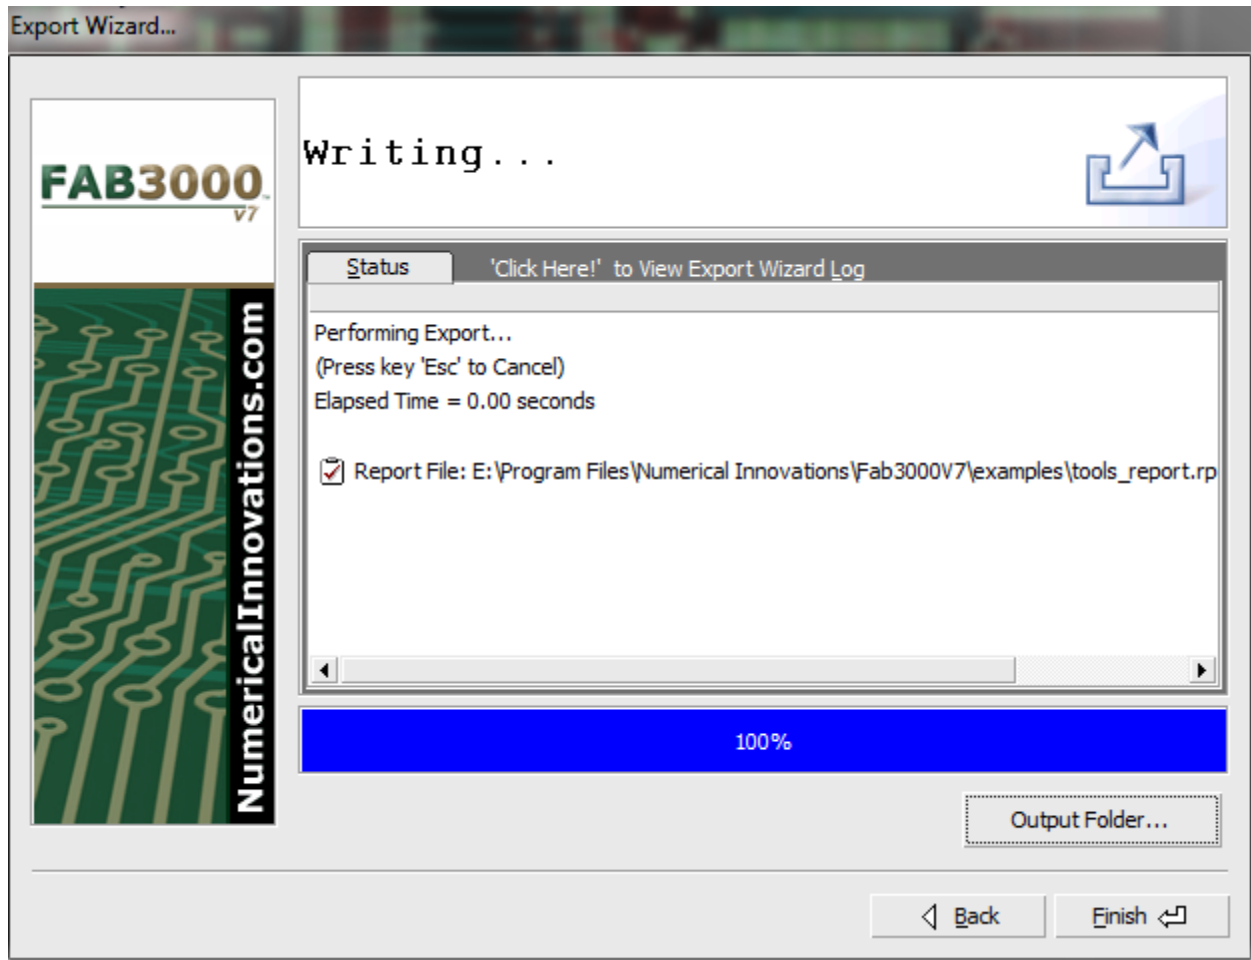 Export Wizard...
FAB3000
v7
NumericalInnovations.com
Writing...
Status
'Click Here!' to View Export Wizard Log
Performing Export...
(Press key 'Esc' to Cancel)
Elapsed Time = 0.00 seconds
Report File: E:\Program Files\Numerical Innovations\Fab3000V7\examples\tools_report.rp
100%
Output Folder...
Back
Finish